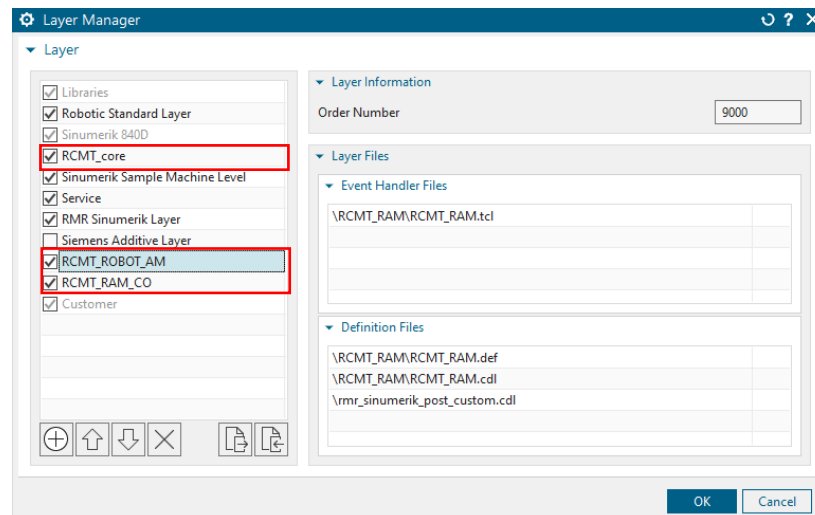 Layer Manager
Layer
Libraries
Robotic Standard Layer
Sinumerik 840D
RCMT_core
Sinumerik Sample Machine Level
Service
RMR Sinumerik Layer
Siemens Additive Layer
RCMT_ROBOT_AM
RCMT_RAM_CO
Customer
Layer Information
Order Number 9000
Layer Files
Event Handler Files
\RCMT_RAM\RCMT_RAM.tcl
Definition Files
\RCMT_RAM\RCMT_RAM.def
\RCMT_RAM\RCMT_RAM.cdl
\rmr_sinumerik_post_custom.cdl
OK Cancel